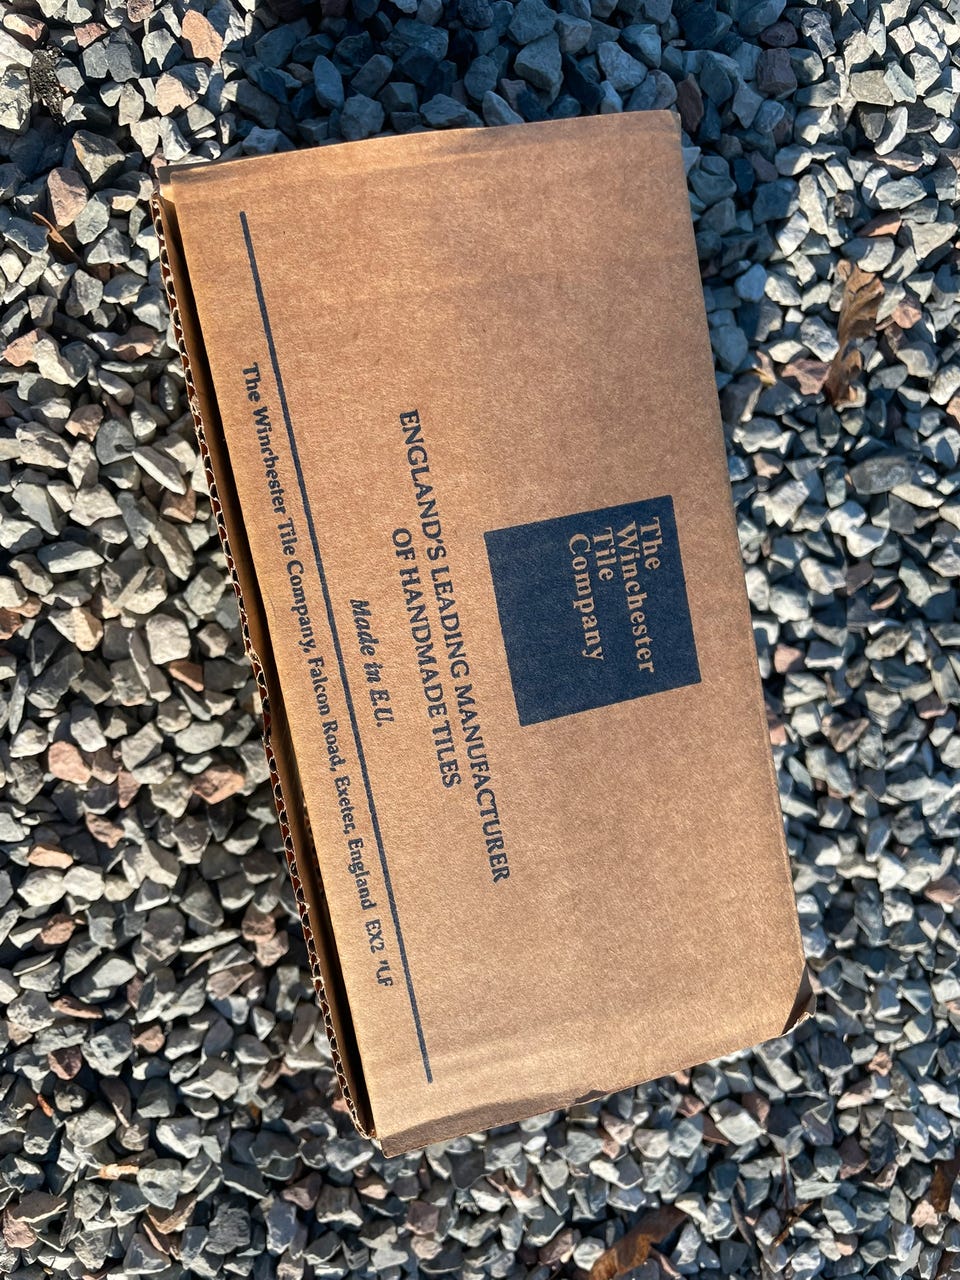 The
Winchester
Tile
Company
ENGLAND'S LEADING MANUFACTURER
OF HANDMADE TILES
Made in E.U.
The Winchester Tile Company, Falcon Road, Exeter, England EX2